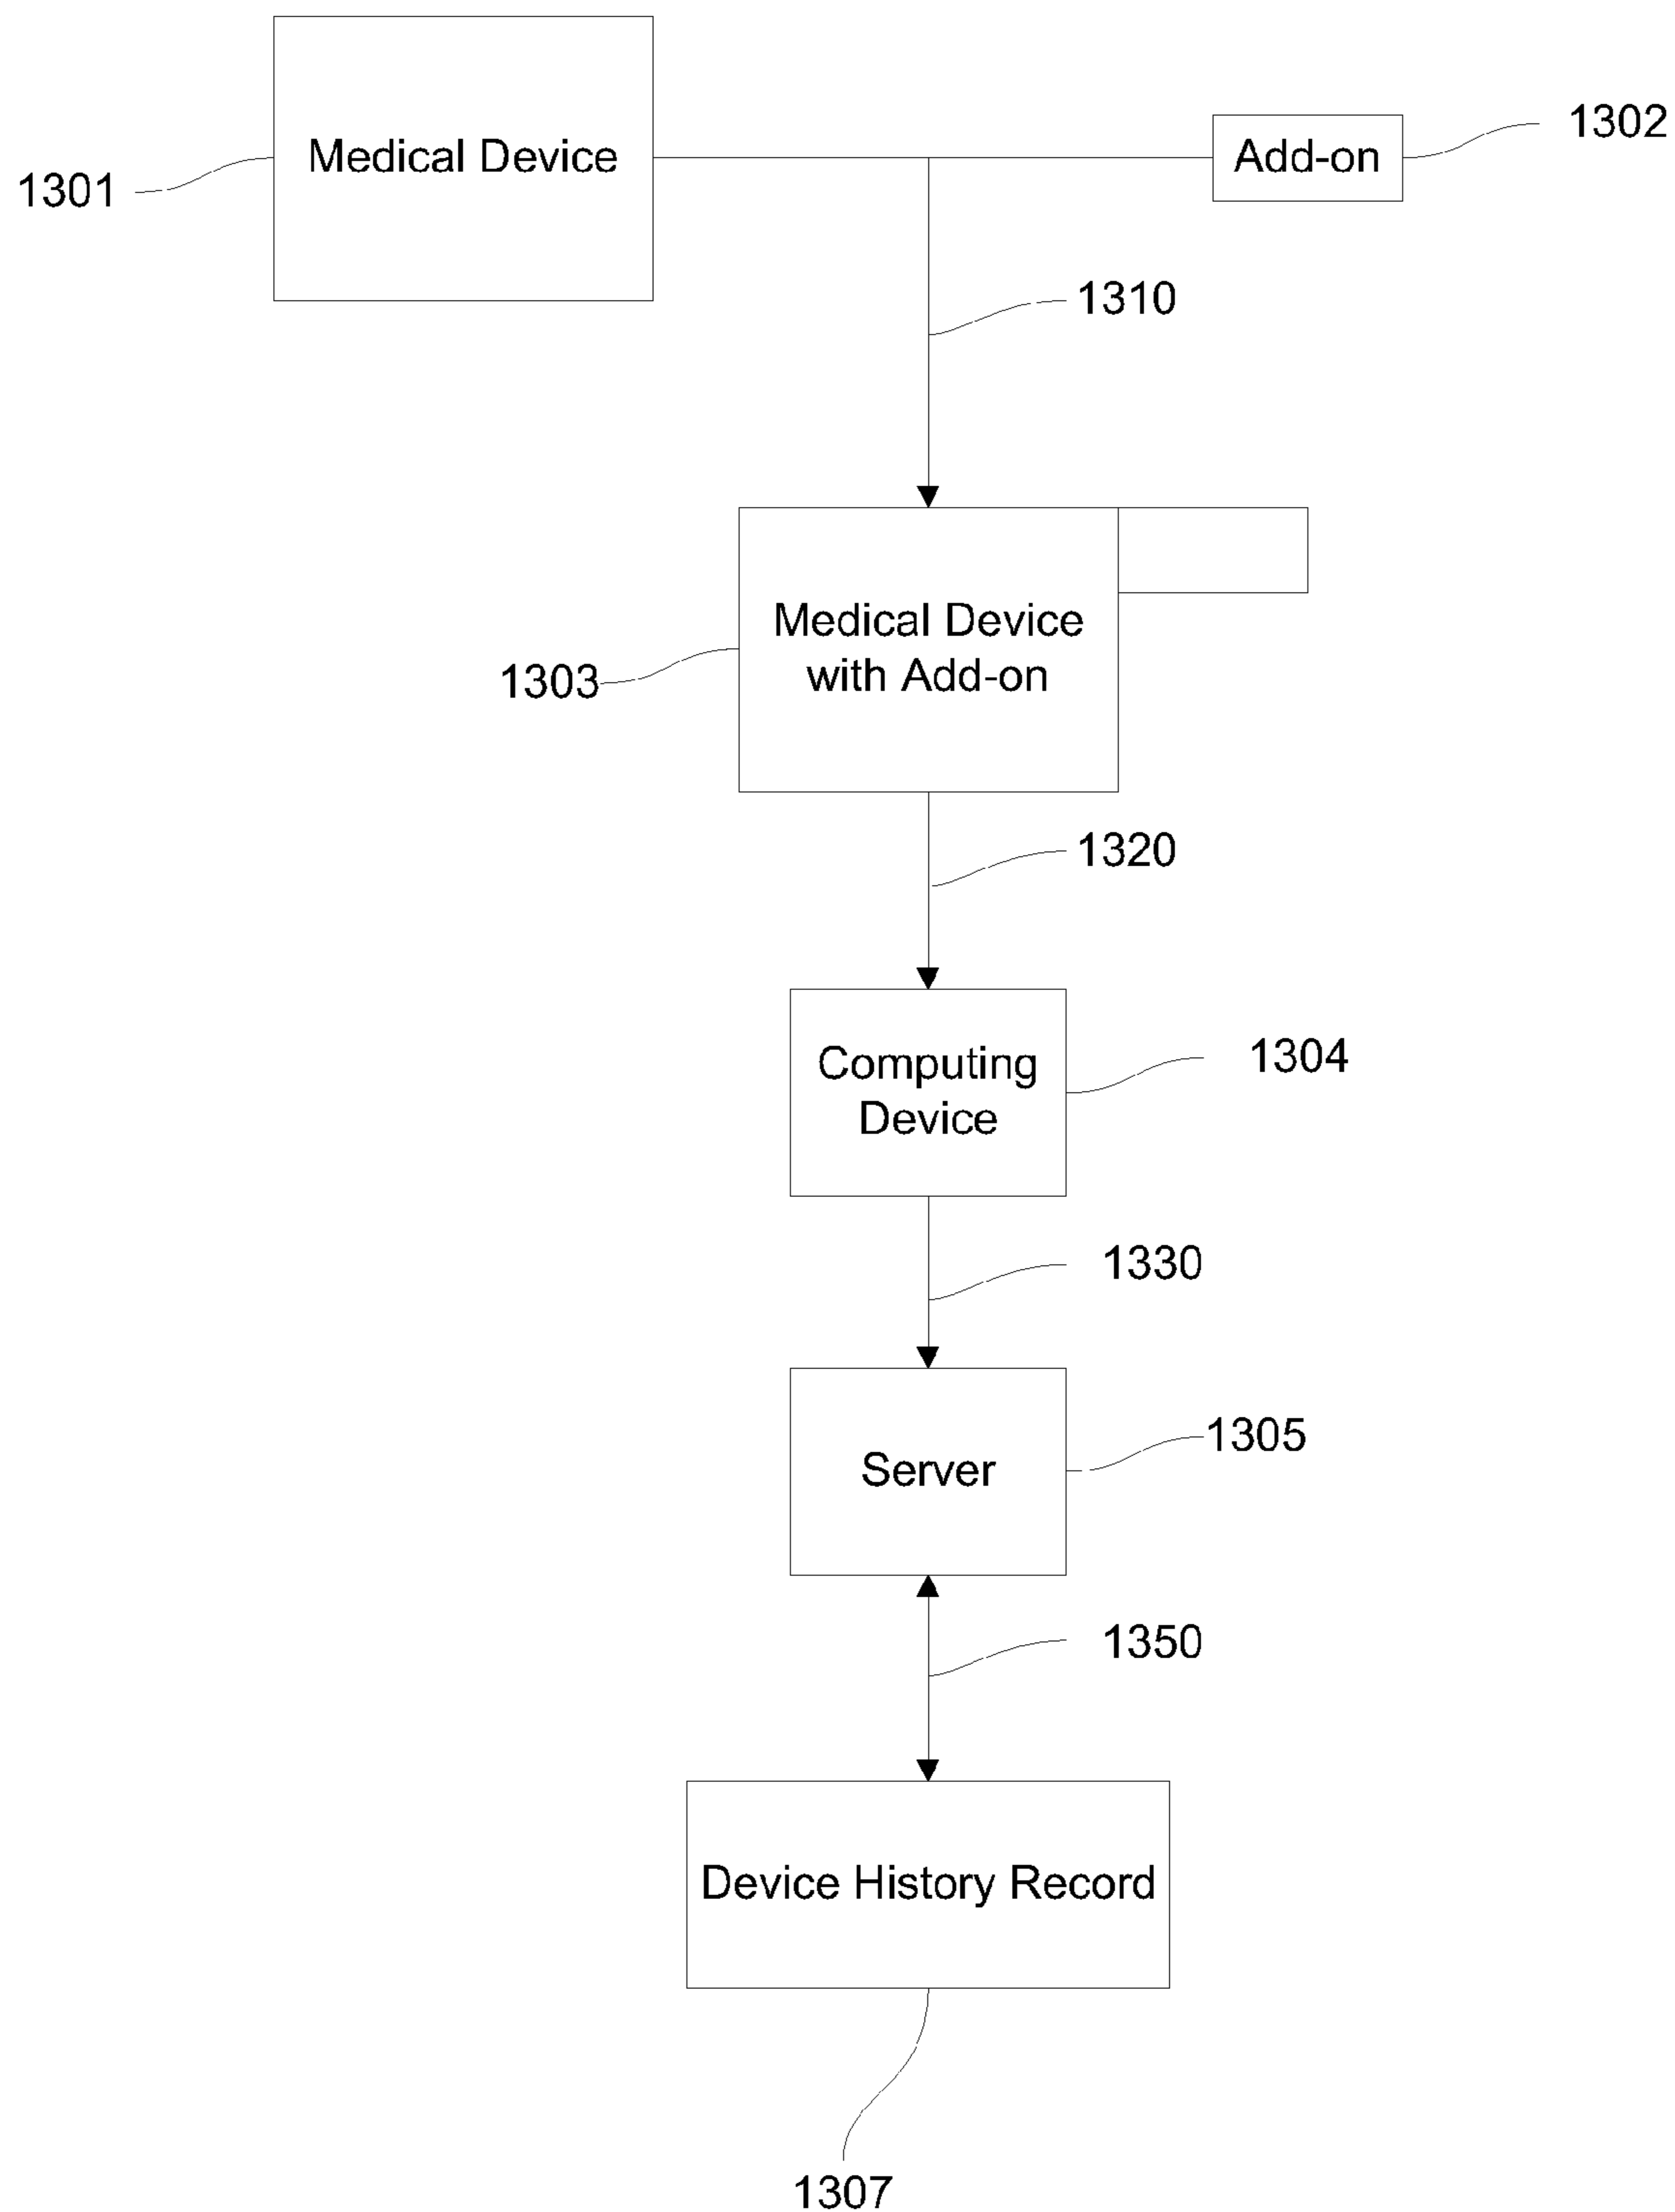 1302
Medical Device
Add-on
1301
1310
Medical Device
with Add-on
1303
1320
Computing
Device
1304
1330
1305
Server
1350
Device History Record
1307